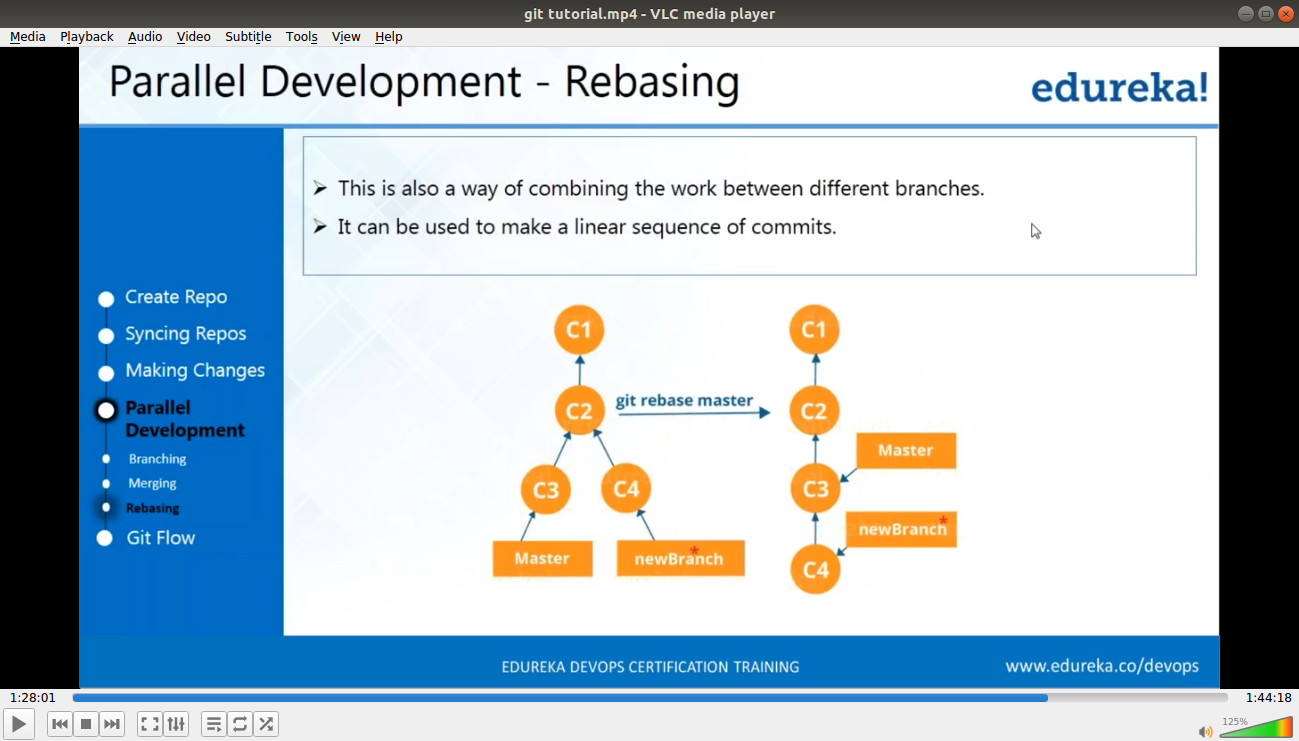 git tutorial.mp4 - VLC media player
Media Playback Audio Video Subtitle Tools View Help
Parallel Development - Rebasing
edureka!
This is also a way of combining the work between different branches.
It can be used to make a linear sequence of commits.
Create Repo
Syncing Repos
Making Changes
Parallel
Development
Branching
Merging
Rebasing
Git Flow
C1
C2
C3
C4
Master
newBranch
*
git rebase master
C1
C2
Master
C3
newBranch
*
C4
EDUREKA DEVOPS CERTIFICATION TRAINING
www.edureka.co/devops
1:28:01
1:44:18
125%